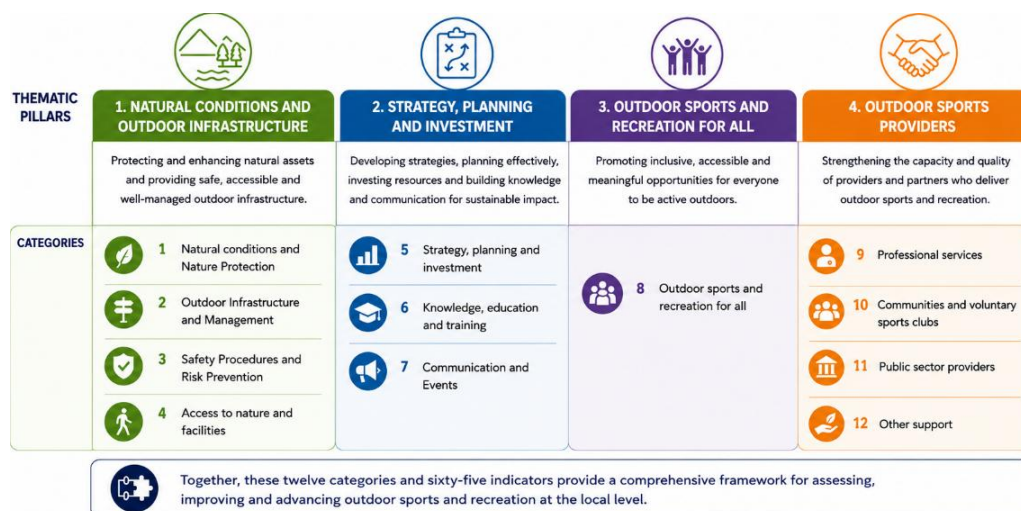 THEMATIC
PILLARS
1. NATURAL CONDITIONS AND
OUTDOOR INFRASTRUCTURE
Protecting and enhancing natural assets
and providing safe, accessible and
well-managed outdoor infrastructure.
2. STRATEGY, PLANNING
AND INVESTMENT
Developing strategies, planning effectively,
investing resources and building knowledge
and communication for sustainable impact.
3. OUTDOOR SPORTS AND
RECREATION FOR ALL
Promoting inclusive, accessible and
meaningful opportunities for everyone
to be active outdoors.
4. OUTDOOR SPORTS
PROVIDERS
Strengthening the capacity and quality
of providers and partners who deliver
outdoor sports and recreation.
CATEGORIES
1 Natural conditions and
Nature Protection
2 Outdoor Infrastructure
and Management
3 Safety Procedures and
Risk Prevention
4 Access to nature and
facilities
5 Strategy, planning and
investment
6 Knowledge, education
and training
7 Communication and
Events
8 Outdoor sports and
recreation for all
9 Professional services
10 Communities and voluntary
sports clubs
11 Public sector providers
12 Other support
Together, these twelve categories and sixty-five indicators provide a comprehensive framework for assessing,
improving and advancing outdoor sports and recreation at the local level.